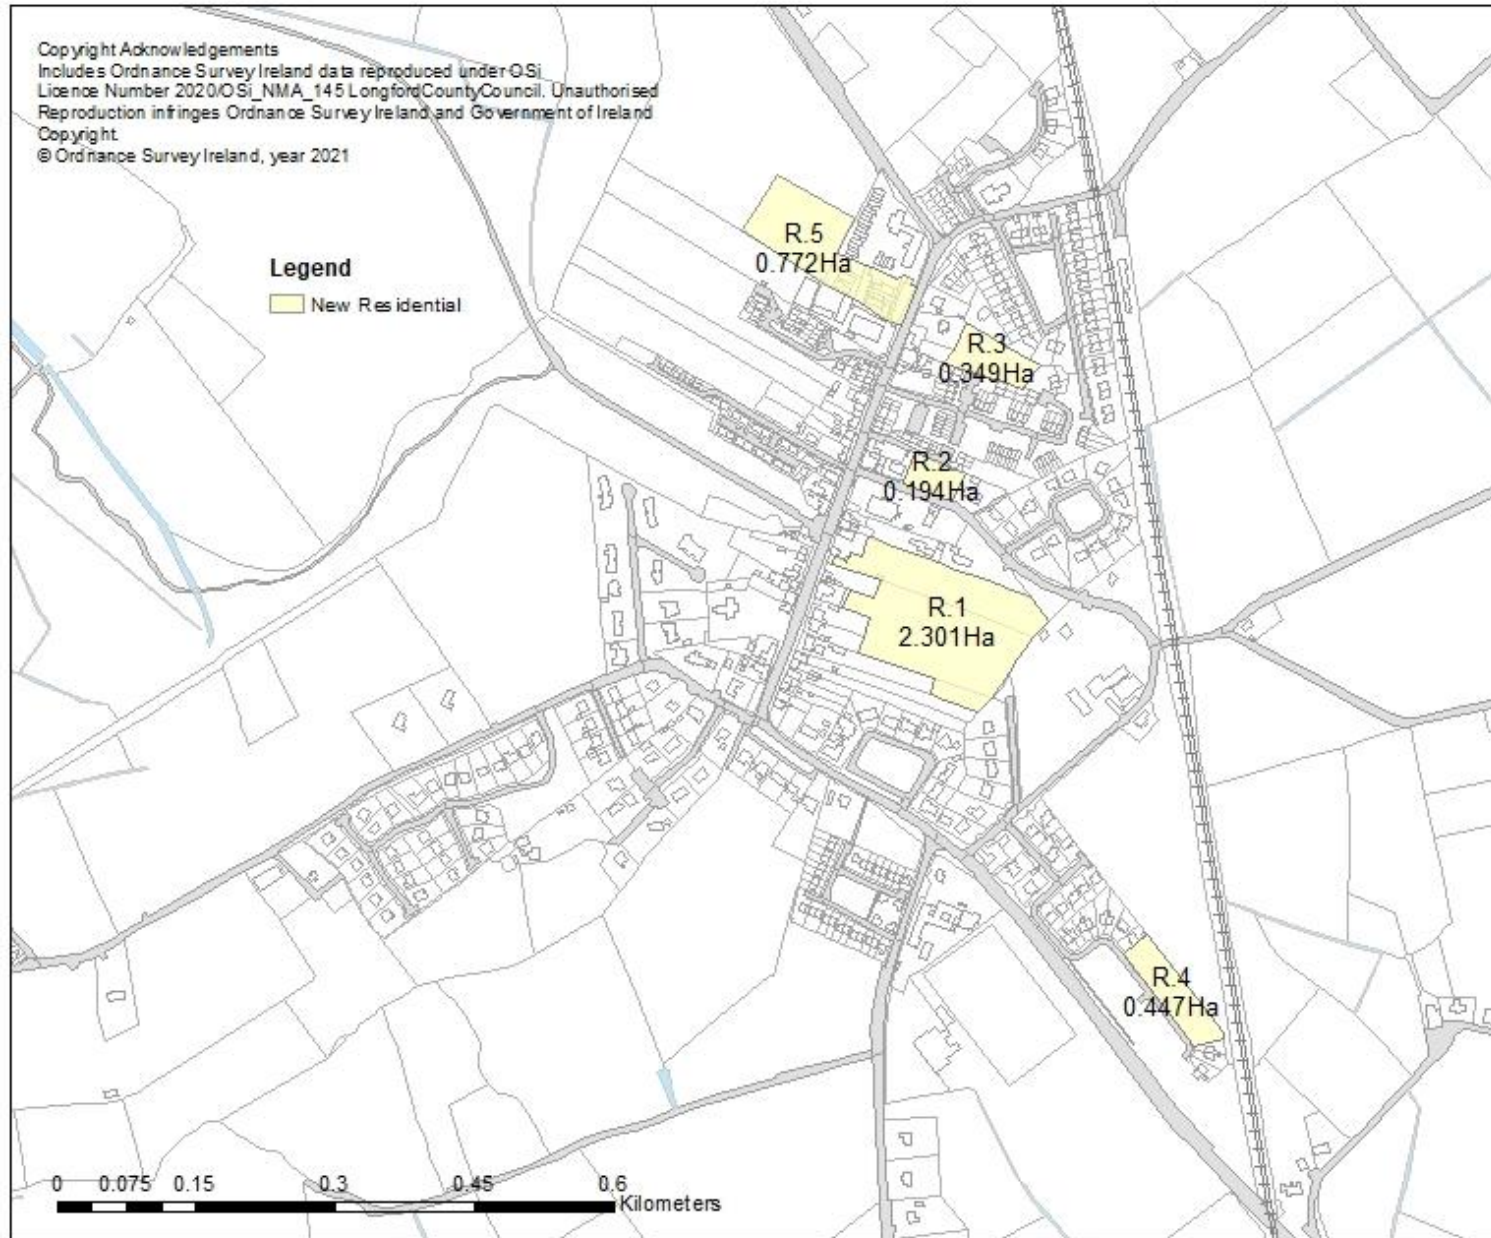 Copyright Acknowledgements
Includes Ordnance Survey Ireland data reproduced under OSi
Licence Number 2020/OSi_NMA_145 LongfordCountyCouncil. Unauthorised
Reproduction infringes Ordnance Survey Ireland and Government of Ireland
Copyright.
© Ordnance Survey Ireland, year 2021
Legend
New Residential
R.5
0.772Ha
R.3
0.349Ha
R.2
0.194Ha
R.1
2.301Ha
R.4
0.447Ha
0 0.075 0.15 0.3 0.45 0.6
Kilometers